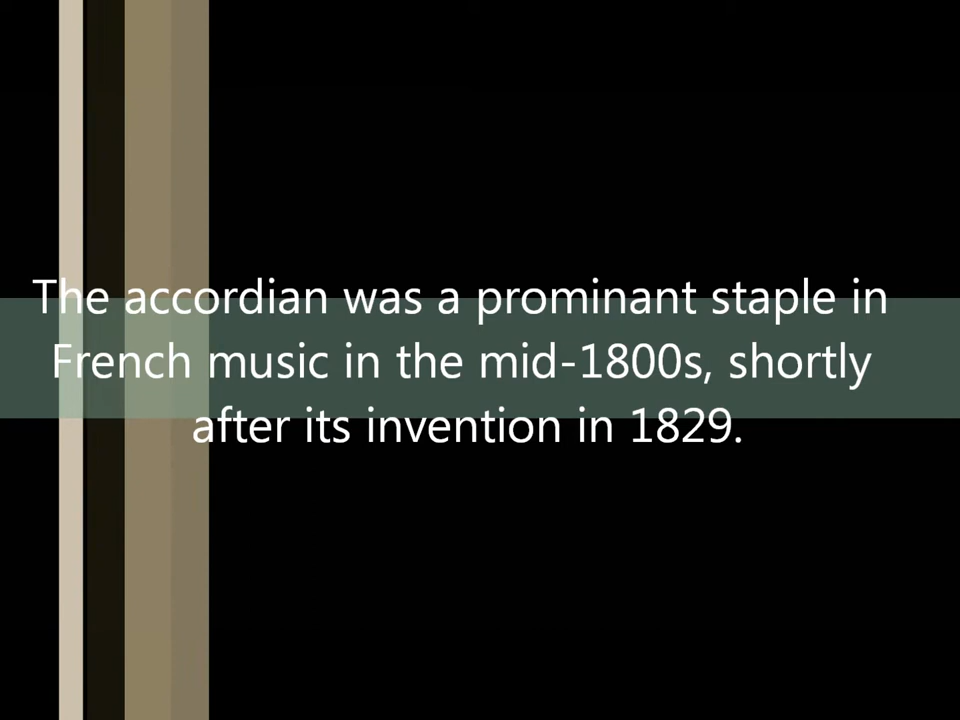 The accordian was a prominant staple in
French music in the mid-1800s, shortly
after its invention in 1829.